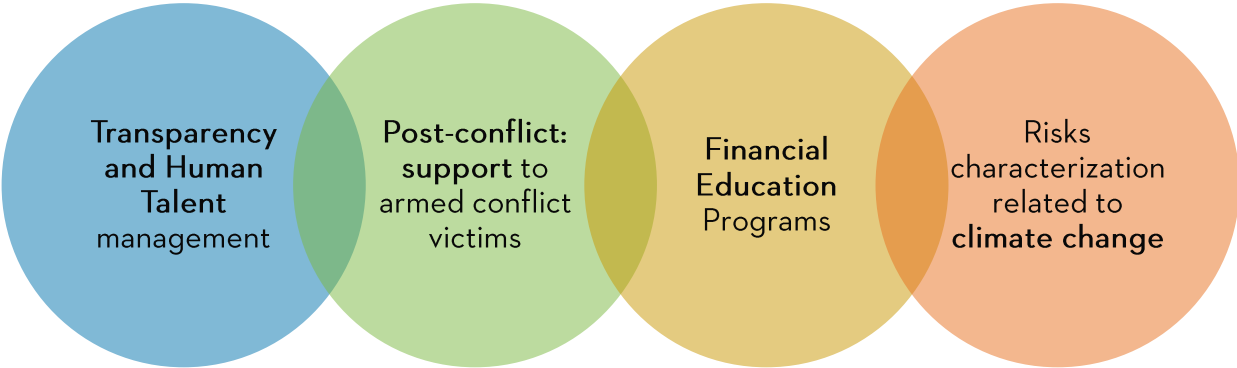 Transparency
and Human
Talent
management
Post-conflict:
support to
armed conflict
victims
Financial
Education
Programs
Risks
characterization
related to
climate change